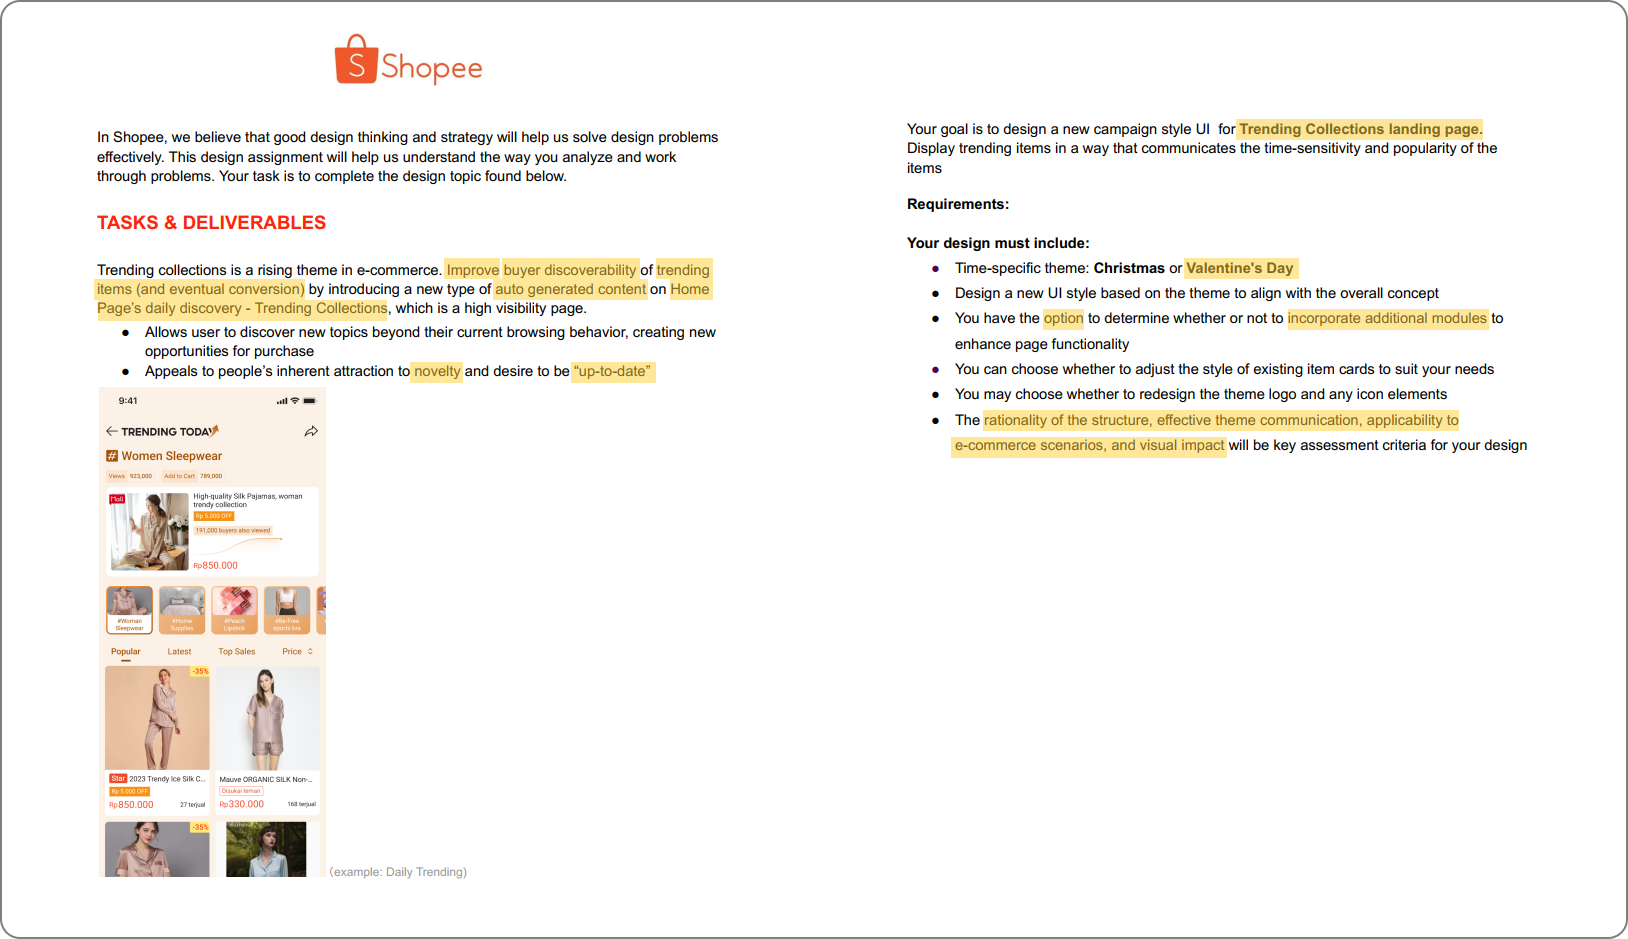 S Shopee
In Shopee, we believe that good design thinking and strategy will help us solve design problems
effectively. This design assignment will help us understand the way you analyze and work
through problems. Your task is to complete the design topic found below.
TASKS & DELIVERABLES
Trending collections is a rising theme in e-commerce. Improve buyer discoverability of trending
items (and eventual conversion) by introducing a new type of auto generated content on Home
Page's daily discovery - Trending Collections, which is a high visibility page.
● Allows user to discover new topics beyond their current browsing behavior, creating new
opportunities for purchase
● Appeals to people's inherent attraction to novelty and desire to be “up-to-date”
9:41
TRENDING TODAY
# Women Sleepwear
Views 923,000 Add to Cart 789,000
Mall
High-quality Silk Pajamas, woman
trendy collection
Rp 5.000 OFF
191,000 buyers also viewed
Rp850.000
#Woman
Sleepwear
#Home
Supplies
#Peach
Lipstick
#Be Free
sports bra
Popular Latest Top Sales Price
-35%
Star 2023 Trendy Ice Silk C...
Rp 5.000 OFF
Rp850.000 27 terjual
Mauve ORGANIC SILK Non-...
Disukai teman
Rp330.000 168 terjual
-35%
(example: Daily Trending)
Your goal is to design a new campaign style UI for Trending Collections landing page.
Display trending items in a way that communicates the time-sensitivity and popularity of the
items
Requirements:
Your design must include:
● Time-specific theme: Christmas or Valentine's Day
● Design a new UI style based on the theme to align with the overall concept
● You have the option to determine whether or not to incorporate additional modules to
enhance page functionality
● You can choose whether to adjust the style of existing item cards to suit your needs
● You may choose whether to redesign the theme logo and any icon elements
● The rationality of the structure, effective theme communication, applicability to
e-commerce scenarios, and visual impact will be key assessment criteria for your design